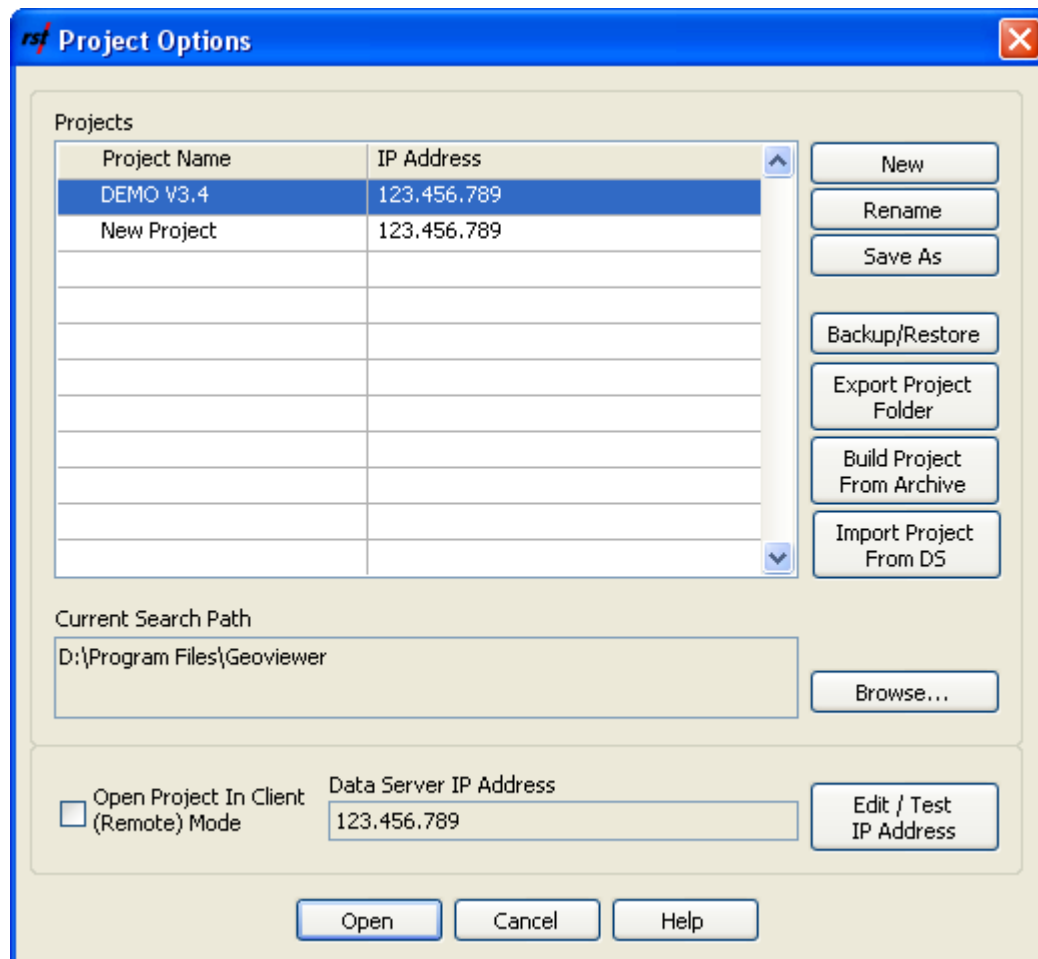 rst Project Options
Projects
Project Name IP Address
DEMO V3.4 123.456.789
New Project 123.456.789
New
Rename
Save As
Backup/Restore
Export Project
Folder
Build Project
From Archive
Import Project
From DS
Current Search Path
D:\Program Files\Geoviewer
Browse...
Open Project In Client
(Remote) Mode
Data Server IP Address
123.456.789
Edit / Test
IP Address
Open Cancel Help